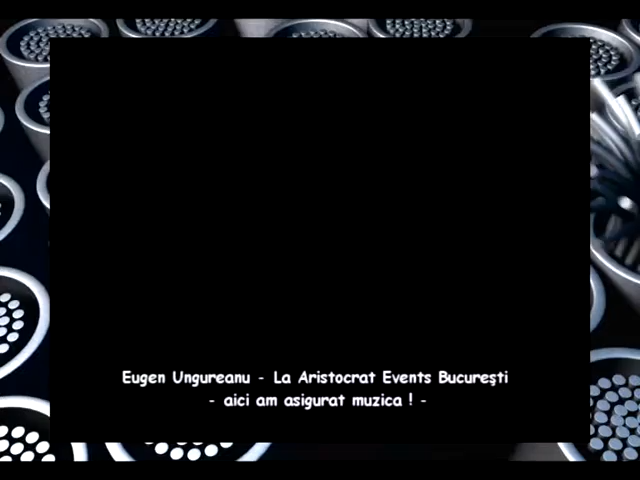 Eugen Ungureanu - La Aristocrat Events Bucureşti
- aici am asigurat muzica ! -